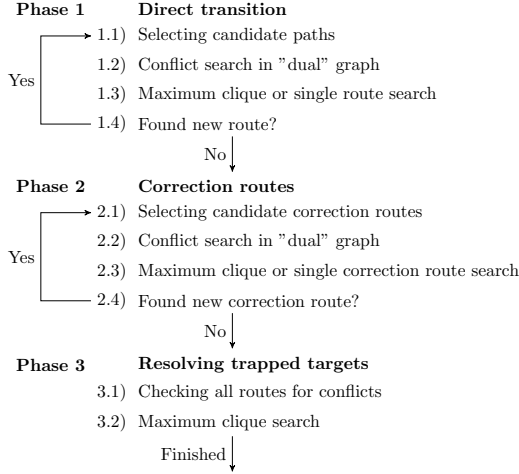 Phase 1 Direct transition
1.1) Selecting candidate paths
1.2) Conflict search in ”dual” graph
Yes
1.3) Maximum clique or single route search
1.4) Found new route?
No
Phase 2 Correction routes
2.1) Selecting candidate correction routes
2.2) Conflict search in ”dual” graph
Yes
2.3) Maximum clique or single correction route search
2.4) Found new correction route?
No
Phase 3 Resolving trapped targets
3.1) Checking all routes for conflicts
3.2) Maximum clique search
Finished